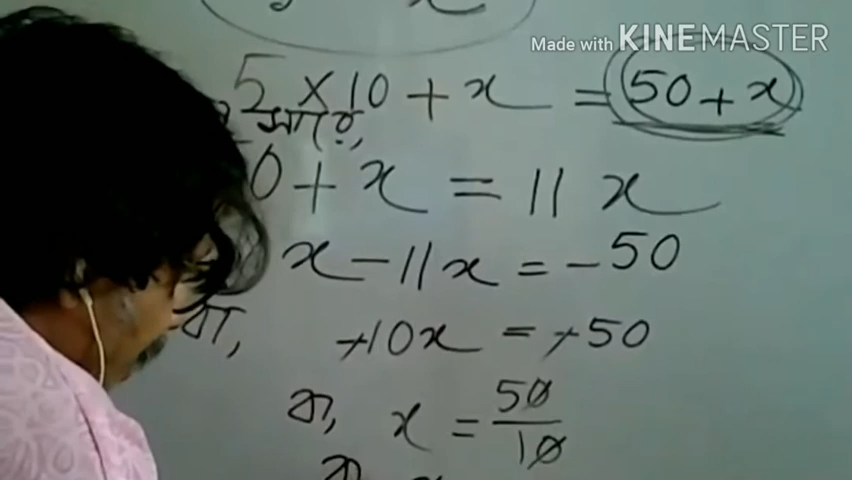 Made with KINEMASTER
5 × 10 + x = 50 + x
সারে,
0 + x = 11 x
x - 11x = -50
বা, -10x = -50
বা, x = 50/10
বা,